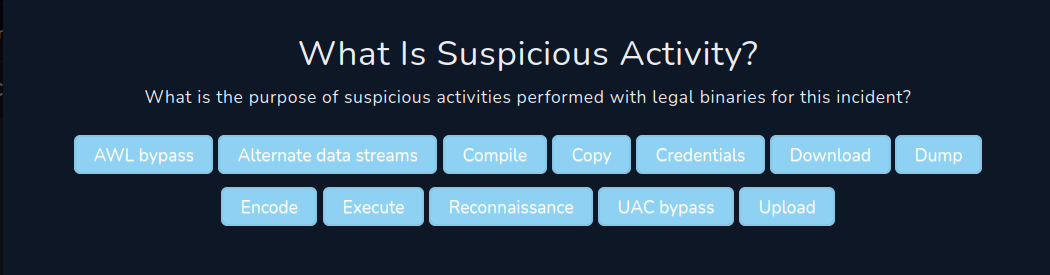 What Is Suspicious Activity?
What is the purpose of suspicious activities performed with legal binaries for this incident?
AWL bypass Alternate data streams Compile Copy Credentials Download Dump
Encode Execute Reconnaissance UAC bypass Upload